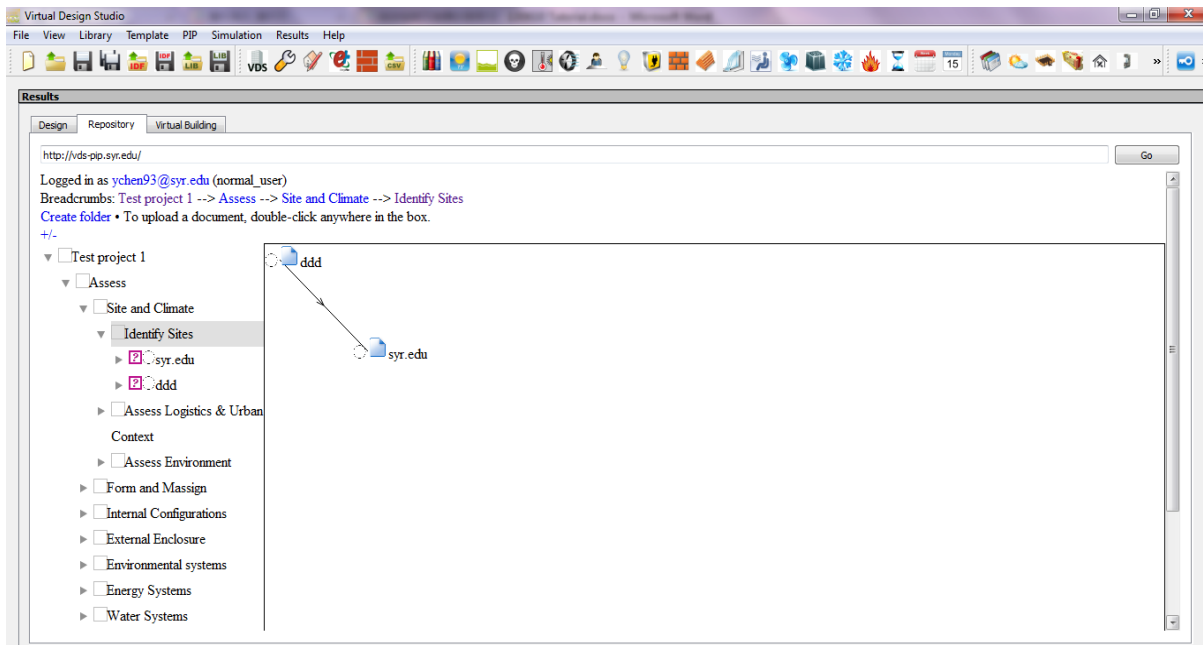 Virtual Design Studio
File View Library Template PIP Simulation Results Help
IDF IDF LIB LIB VDS CSV 15 »
Results
Design Repository Virtual Building
http://vds-pip.syr.edu/ Go
Logged in as ychen93@syr.edu (normal_user)
Breadcrumbs: Test project 1 --> Assess --> Site and Climate --> Identify Sites
Create folder • To upload a document, double-click anywhere in the box.
+/-
Test project 1
Assess
Site and Climate
Identify Sites
? syr.edu
? ddd
Assess Logistics & Urban
Context
Assess Environment
Form and Massign
Internal Configurations
External Enclosure
Environmental systems
Energy Systems
Water Systems
ddd
syr.edu